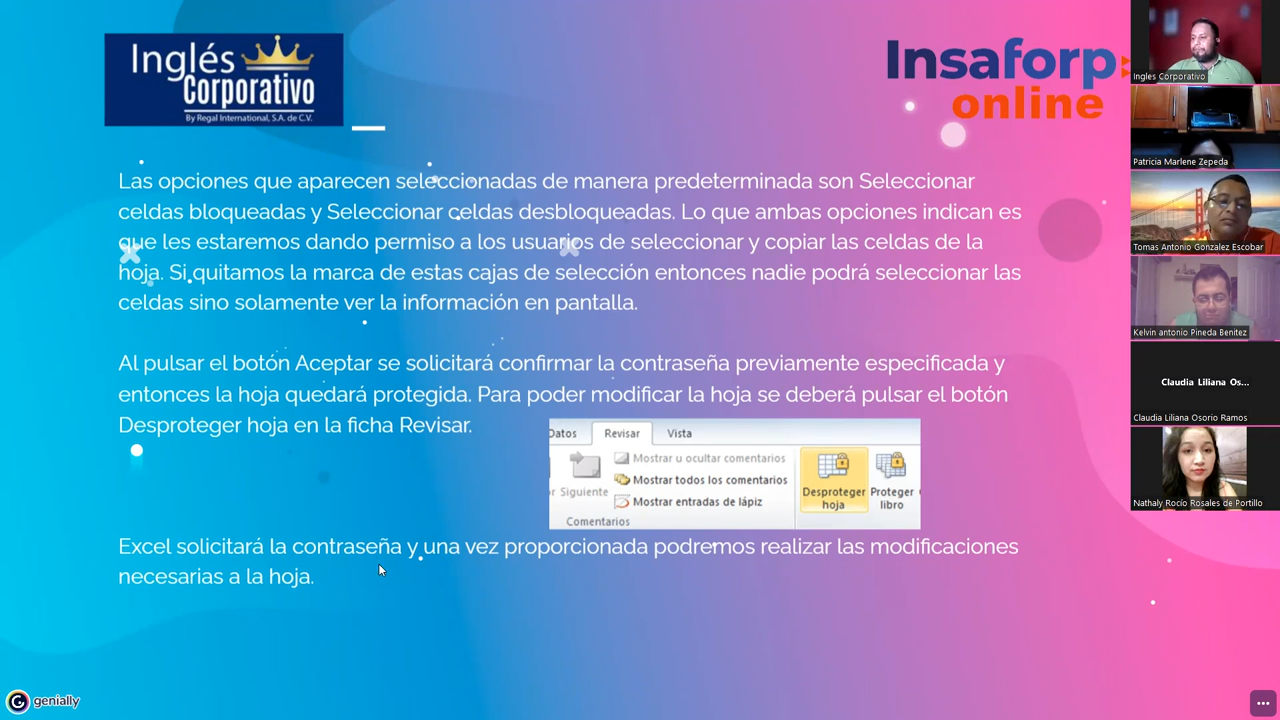 Inglés
Corporativo
By Regal International, S.A. de C.V.
Insaforp
online
Las opciones que aparecen seleccionadas de manera predeterminada son Seleccionar
celdas bloqueadas y Seleccionar celdas desbloqueadas. Lo que ambas opciones indican es
que les estaremos dando permiso a los usuarios de seleccionar y copiar las celdas de la
hoja. Si quitamos la marca de estas cajas de selección entonces nadie podrá seleccionar las
celdas sino solamente ver la información en pantalla.
Al pulsar el botón Aceptar se solicitará confirmar la contraseña previamente especificada y
entonces la hoja quedará protegida. Para poder modificar la hoja se deberá pulsar el botón
Desproteger hoja en la ficha Revisar.
Datos Revisar Vista
Siguiente
Mostrar u ocultar comentarios
Mostrar todos los comentarios
Mostrar entradas de lápiz
Comentarios
Desproteger
hoja
Proteger
libro
Excel solicitará la contraseña y una vez proporcionada podremos realizar las modificaciones
necesarias a la hoja.
genially
Ingles Corporativo
Patricia Marlene Zepeda
Tomas Antonio Gonzalez Escobar
Kelvin antonio Pineda Benitez
Claudia Liliana Os...
Claudia Liliana Osorio Ramos
Nathaly Rocío Rosales de Portillo